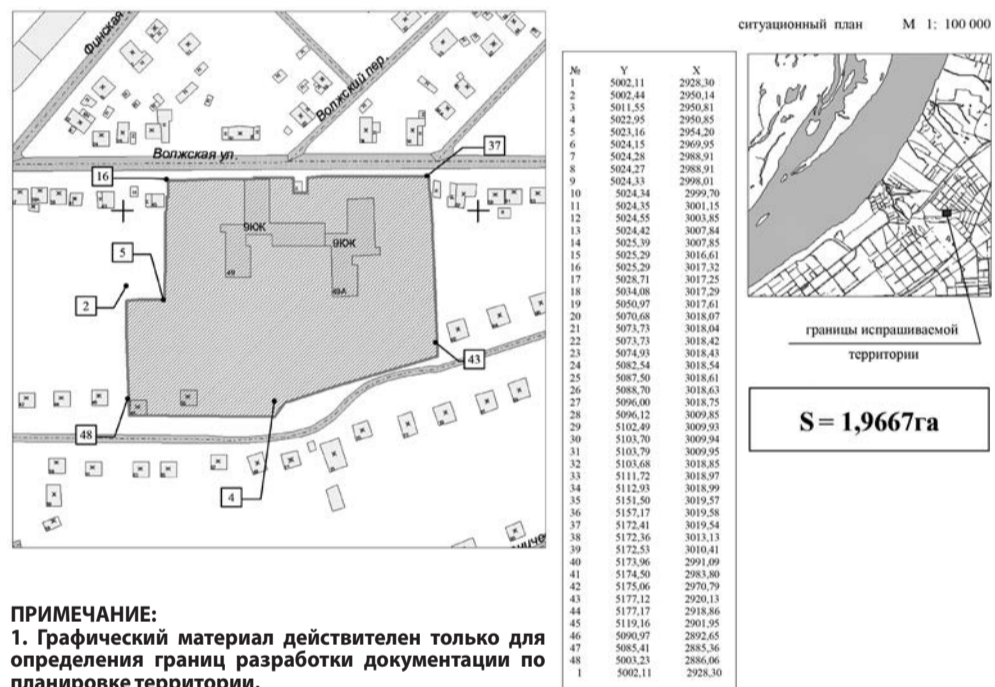 ситуационный план М 1: 100 000
Финская
Волжский пер.
Волжская ул.
16
37
5
2
9ЮЖ
9ЮЖ
49
49А
43
48
4
границы испрашиваемой
территории
S = 1,9667га
№ Y X
1 5002,11 2928,30
2 5002,44 2950,14
3 5011,55 2950,81
4 5022,95 2950,85
5 5023,16 2954,20
6 5024,15 2969,95
7 5024,28 2988,91
8 5024,27 2988,91
9 5024,33 2998,01
10 5024,34 2999,70
11 5024,35 3001,15
12 5024,55 3003,85
13 5024,42 3007,84
14 5025,39 3007,85
15 5025,29 3016,61
16 5025,29 3017,32
17 5028,71 3017,25
18 5034,08 3017,29
19 5050,97 3017,61
20 5070,68 3018,07
21 5073,73 3018,04
22 5073,73 3018,42
23 5074,93 3018,43
24 5082,54 3018,54
25 5087,50 3018,61
26 5088,70 3018,63
27 5096,00 3018,75
28 5096,12 3009,85
29 5102,49 3009,93
30 5103,70 3009,94
31 5103,79 3009,95
32 5103,68 3018,85
33 5111,72 3018,97
34 5112,93 3018,99
35 5151,50 3019,57
36 5157,17 3019,58
37 5172,41 3019,54
38 5172,36 3013,13
39 5172,53 3010,41
40 5173,96 2991,09
41 5174,50 2983,80
42 5175,06 2970,79
43 5177,12 2920,13
44 5177,17 2918,86
45 5119,16 2901,95
46 5090,97 2892,65
47 5085,41 2885,36
48 5003,23 2886,06
1 5002,11 2928,30
ПРИМЕЧАНИЕ:
1. Графический материал действителен только для
определения границ разработки документации по
планировке территории.